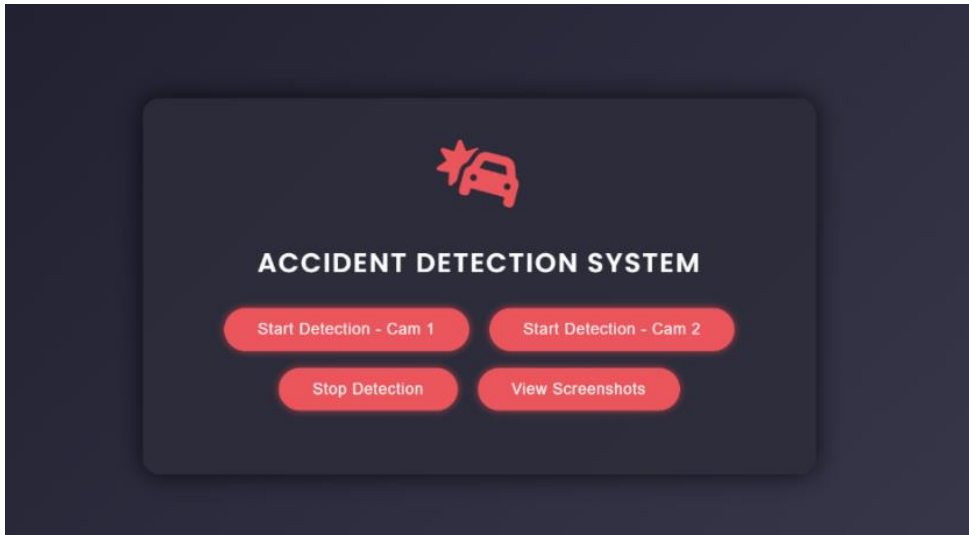 ACCIDENT DETECTION SYSTEM
Start Detection - Cam 1 Start Detection - Cam 2
Stop Detection View Screenshots